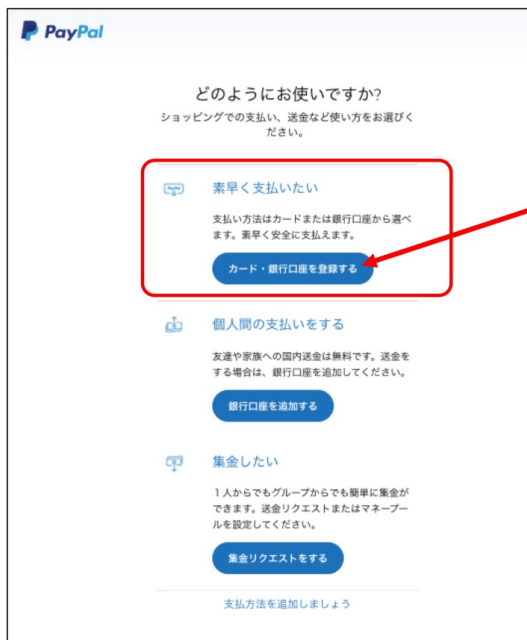 PayPal
どのようにお使いですか?
ショッピングでの支払い、送金など使い方をお選びく
ださい。
素早く支払いたい
支払い方法はカードまたは銀行口座から選べ
ます。素早く安全に支払えます。
カード・銀行口座を登録する
個人間の支払いをする
友達や家族への国内送金は無料です。送金を
する場合は、銀行口座を追加してください。
銀行口座を追加する
集金したい
1人からでもグループからでも簡単に集金が
できます。送金リクエストまたはマネープー
ルを設定してください。
集金リクエストをする
支払方法を追加しましょう